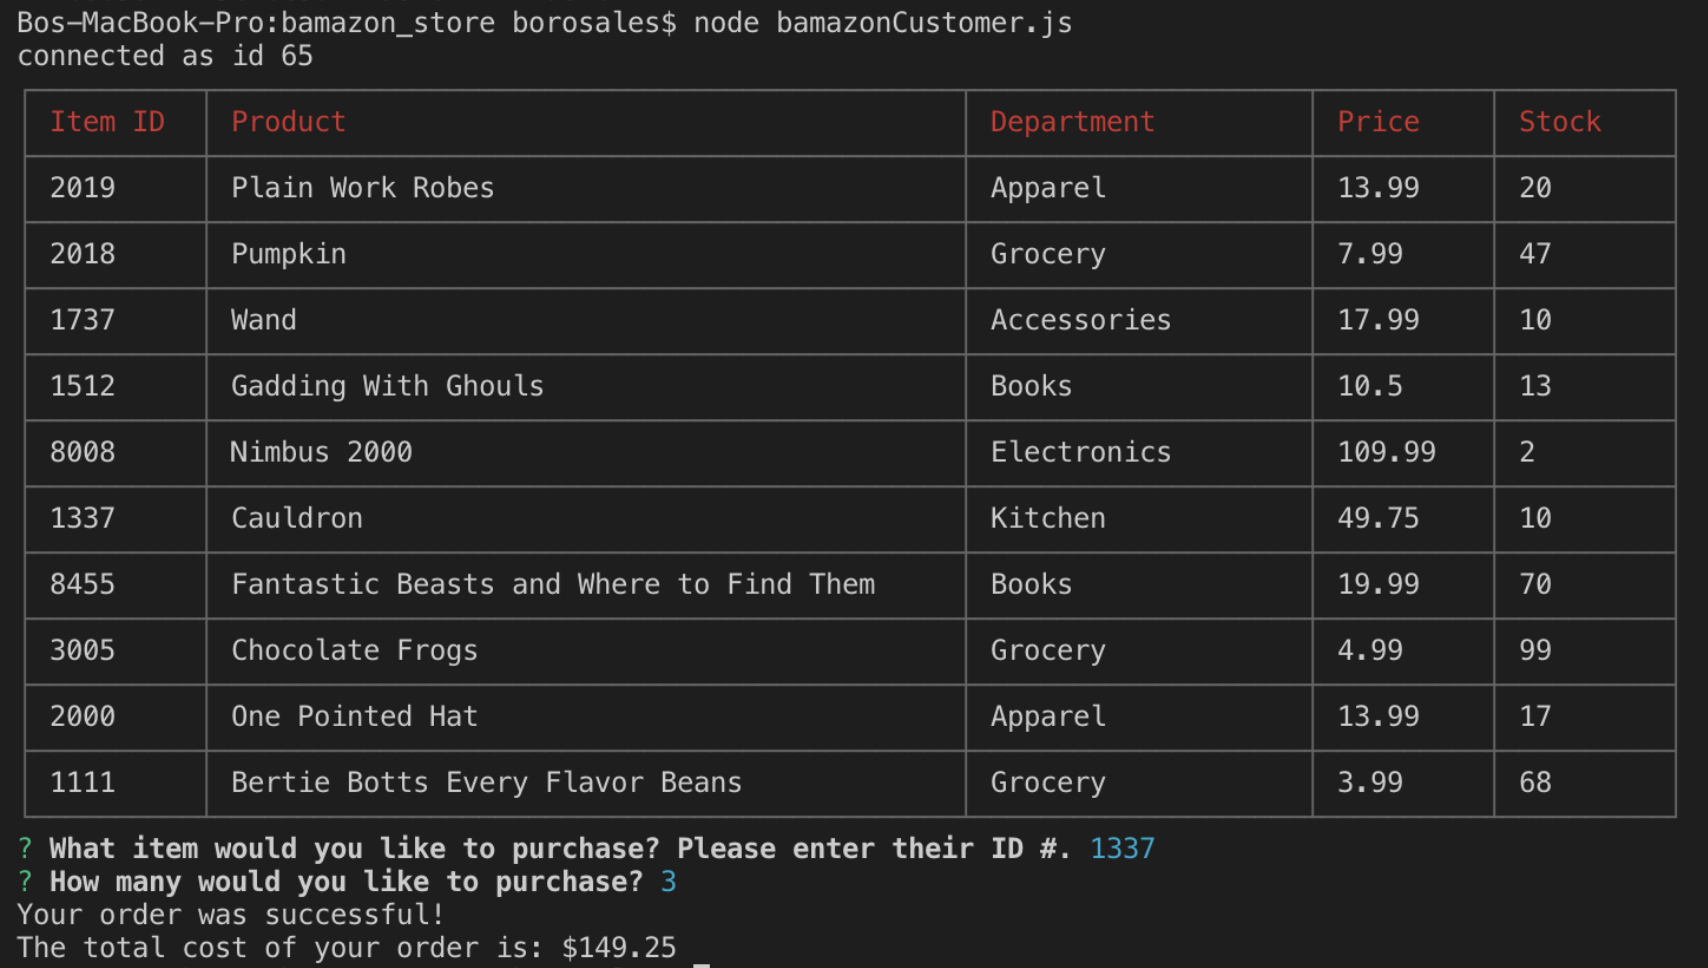 Bos-MacBook-Pro:bamazon_store borosales$ node bamazonCustomer.js
connected as id 65
Item ID Product Department Price Stock
2019 Plain Work Robes Apparel 13.99 20
2018 Pumpkin Grocery 7.99 47
1737 Wand Accessories 17.99 10
1512 Gadding With Ghouls Books 10.5 13
8008 Nimbus 2000 Electronics 109.99 2
1337 Cauldron Kitchen 49.75 10
8455 Fantastic Beasts and Where to Find Them Books 19.99 70
3005 Chocolate Frogs Grocery 4.99 99
2000 One Pointed Hat Apparel 13.99 17
1111 Bertie Botts Every Flavor Beans Grocery 3.99 68
? What item would you like to purchase? Please enter their ID #. 1337
? How many would you like to purchase? 3
Your order was successful!
The total cost of your order is: $149.25